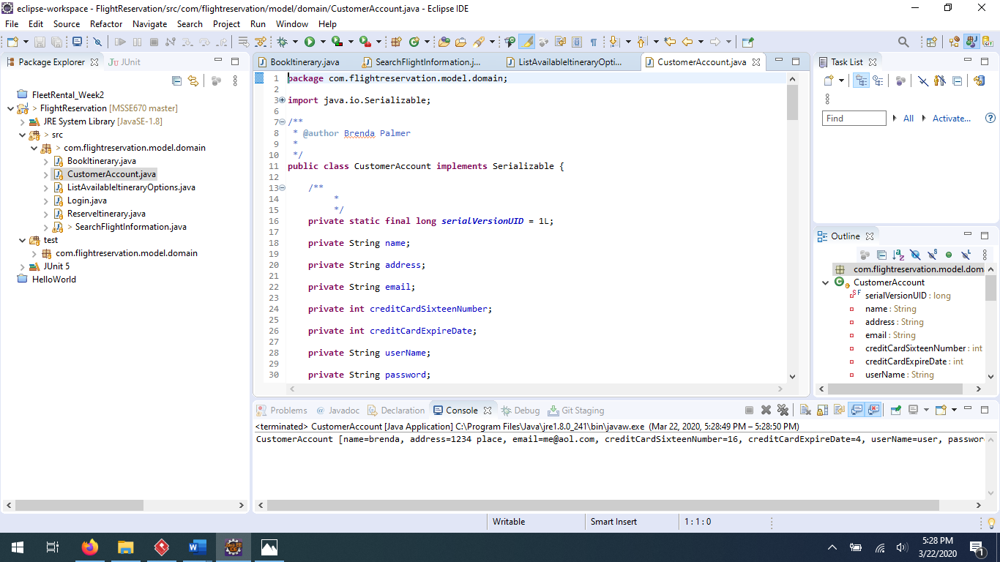 eclipse-workspace - FlightReservation/src/com/flightreservation/model/domain/CustomerAccount.java - Eclipse IDE
File Edit Source Refactor Navigate Search Project Run Window Help
Package Explorer JUnit
FleetRental_Week2
> FlightReservation [MSSE670 master]
JRE System Library [JavaSE-1.8]
> src
> com.flightreservation.model.domain
BookItinerary.java
CustomerAccount.java
ListAvailableItineraryOptions.java
Login.java
ReserveItinerary.java
> SearchFlightInformation.java
test
com.flightreservation.model.domain
JUnit 5
HelloWorld
BookItinerary.java SearchFlightInformation.j... ListAvailableItineraryOpti... CustomerAccount.java
1 package com.flightreservation.model.domain;
2
3 import java.io.Serializable;
6
7 /**
8 * @author Brenda Palmer
9 *
10 */
11 public class CustomerAccount implements Serializable {
12
13 /**
14 *
15 */
16 private static final long serialVersionUID = 1L;
17
18 private String name;
19
20 private String address;
21
22 private String email;
23
24 private int creditCardSixteenNumber;
25
26 private int creditCardExpireDate;
27
28 private String userName;
29
30 private String password;
Task List
Find All Activate...
Outline
com.flightreservation.model.doma
CustomerAccount
serialVersionUID : long
name : String
address : String
email : String
creditCardSixteenNumber : int
creditCardExpireDate : int
userName : String
Problems @ Javadoc Declaration Console Debug Git Staging
<terminated> CustomerAccount [Java Application] C:\Program Files\Java\jre1.8.0_241\bin\javaw.exe (Mar 22, 2020, 5:28:49 PM – 5:28:50 PM)
CustomerAccount [name=brenda, address=1234 place, email=me@aol.com, creditCardSixteenNumber=16, creditCardExpireDate=4, userName=user, passwor
Writable Smart Insert 1 : 1 : 0
5:28 PM
3/22/2020
1